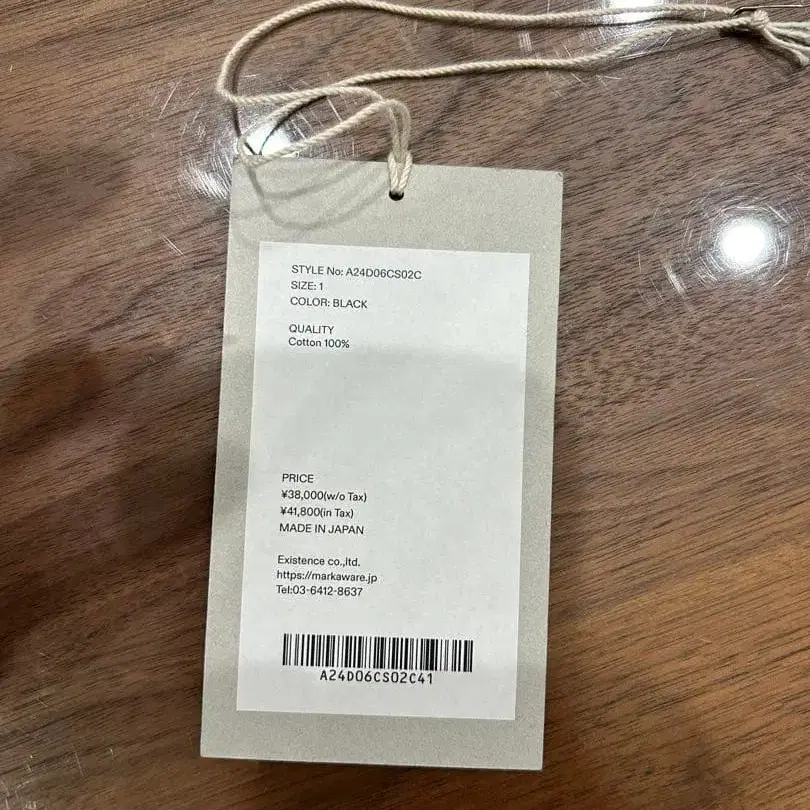 STYLE No: A24D06CS02C
SIZE: 1
COLOR: BLACK
QUALITY
Cotton 100%
PRICE
¥38,000(w/o Tax)
¥41,800(in Tax)
MADE IN JAPAN
Existence co.,ltd.
https://markaware.jp
Tel:03-6412-8637
A24D06CS02C41